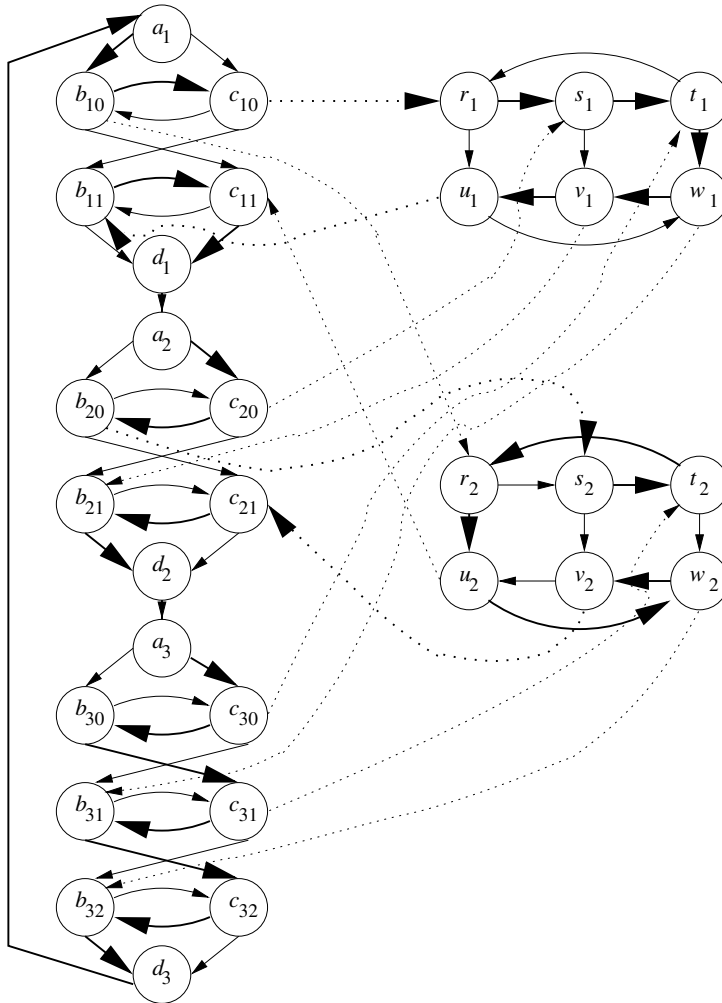 a1
b10 c10 r1 s1 t1
b11 c11 u1 v1 w1
d1
a2
b20 c20
r2 s2 t2
b21 c21
d2 u2 v2 w2
a3
b30 c30
b31 c31
b32 c32
d3